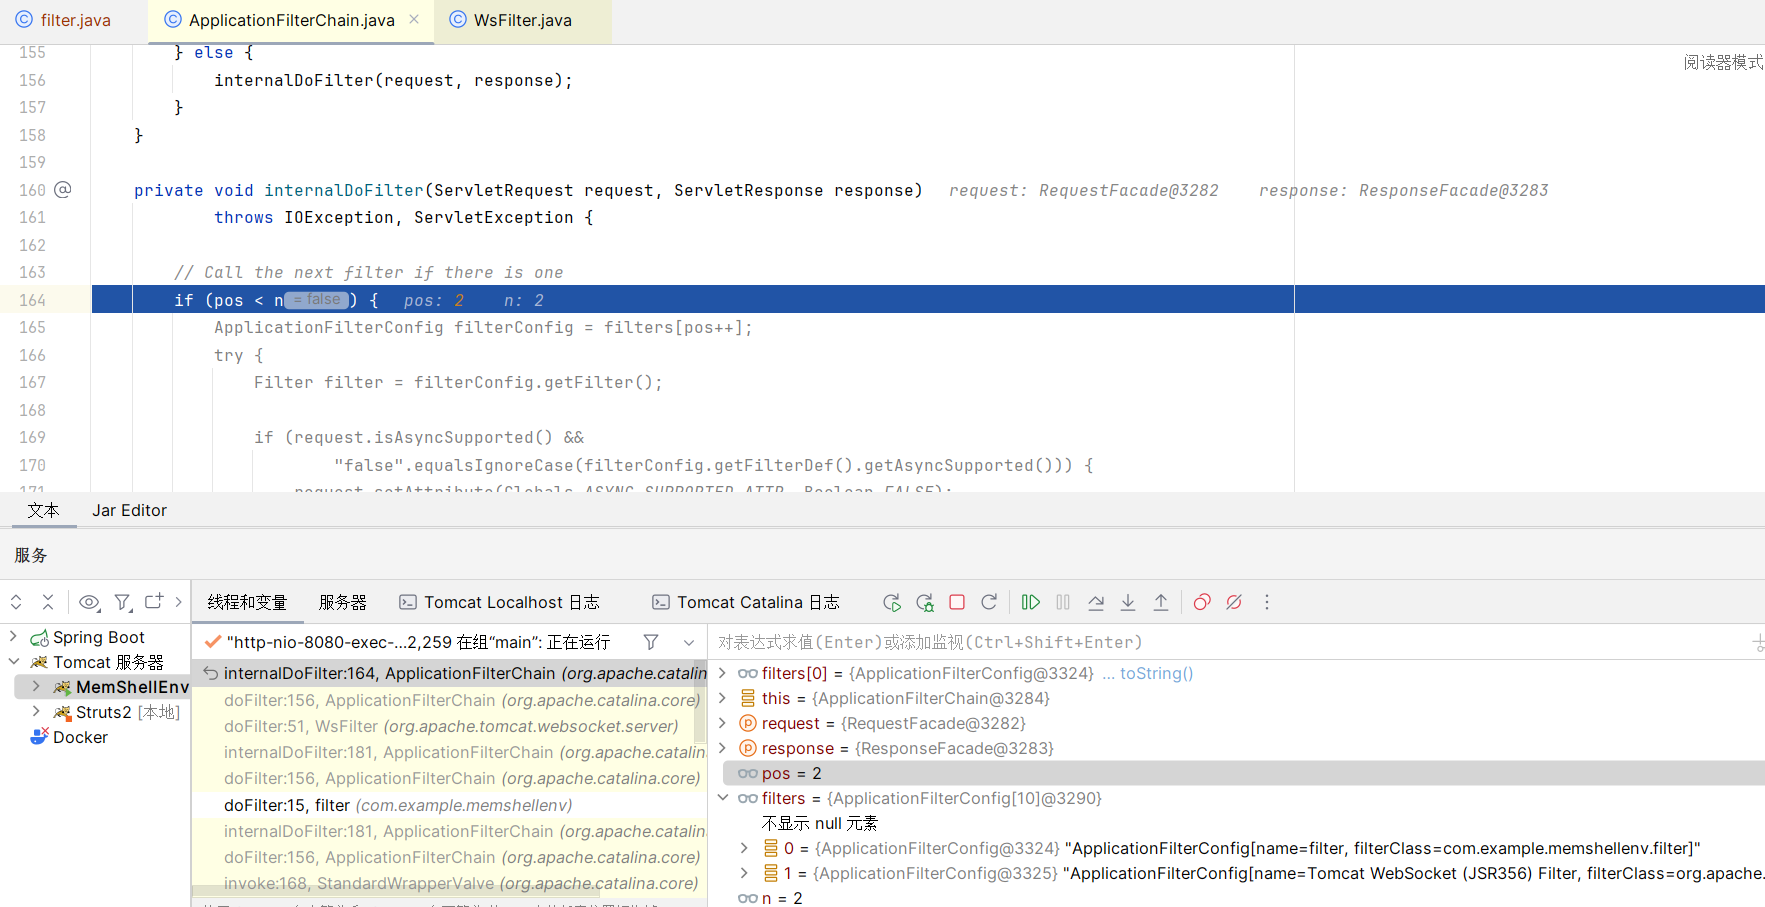 filter.java
ApplicationFilterChain.java
WsFilter.java
阅读器模式
155 } else {
156 internalDoFilter(request, response);
157 }
158 }
159
160 private void internalDoFilter(ServletRequest request, ServletResponse response) request: RequestFacade@3282 response: ResponseFacade@3283
161 throws IOException, ServletException {
162
163 // Call the next filter if there is one
164 if (pos < n = false ) { pos: 2 n: 2
165 ApplicationFilterConfig filterConfig = filters[pos++];
166 try {
167 Filter filter = filterConfig.getFilter();
168
169 if (request.isAsyncSupported() &&
170 "false".equalsIgnoreCase(filterConfig.getFilterDef().getAsyncSupported())) {
171 request.setAttribute(Globals.ASYNC_SUPPORTED_ATTR, Boolean.FALSE);
文本 Jar Editor
服务
线程和变量 服务器 Tomcat Localhost 日志 Tomcat Catalina 日志
Spring Boot
Tomcat 服务器
MemShellEnv
Struts2 [本地]
Docker
"http-nio-8080-exec-...2,259 在组“main”: 正在运行
internalDoFilter:164, ApplicationFilterChain (org.apache.catalin
doFilter:156, ApplicationFilterChain (org.apache.catalina.core)
doFilter:51, WsFilter (org.apache.tomcat.websocket.server)
internalDoFilter:181, ApplicationFilterChain (org.apache.catalin
doFilter:156, ApplicationFilterChain (org.apache.catalina.core)
doFilter:15, filter (com.example.memshellenv)
internalDoFilter:181, ApplicationFilterChain (org.apache.catalin
doFilter:156, ApplicationFilterChain (org.apache.catalina.core)
invoke:168, StandardWrapperValve (org.apache.catalina.core)
对表达式求值(Enter)或添加监视(Ctrl+Shift+Enter)
filters[0] = {ApplicationFilterConfig@3324} ... toString()
this = {ApplicationFilterChain@3284}
request = {RequestFacade@3282}
response = {ResponseFacade@3283}
pos = 2
filters = {ApplicationFilterConfig[10]@3290}
不显示 null 元素
0 = {ApplicationFilterConfig@3324} "ApplicationFilterConfig[name=filter, filterClass=com.example.memshellenv.filter]"
1 = {ApplicationFilterConfig@3325} "ApplicationFilterConfig[name=Tomcat WebSocket (JSR356) Filter, filterClass=org.apache.
n = 2